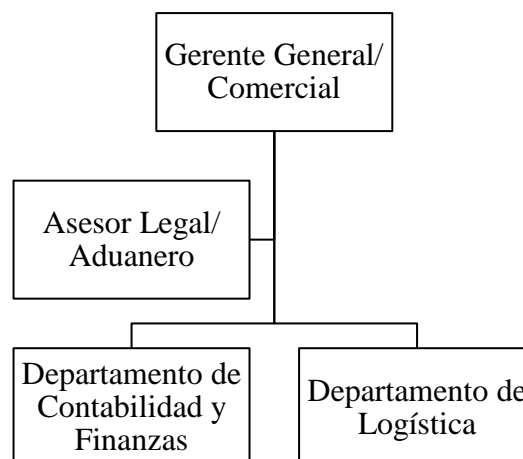 Gerente General/
Comercial
Asesor Legal/
Aduanero
Departamento de
Contabilidad y
Finanzas
Departamento de
Logística